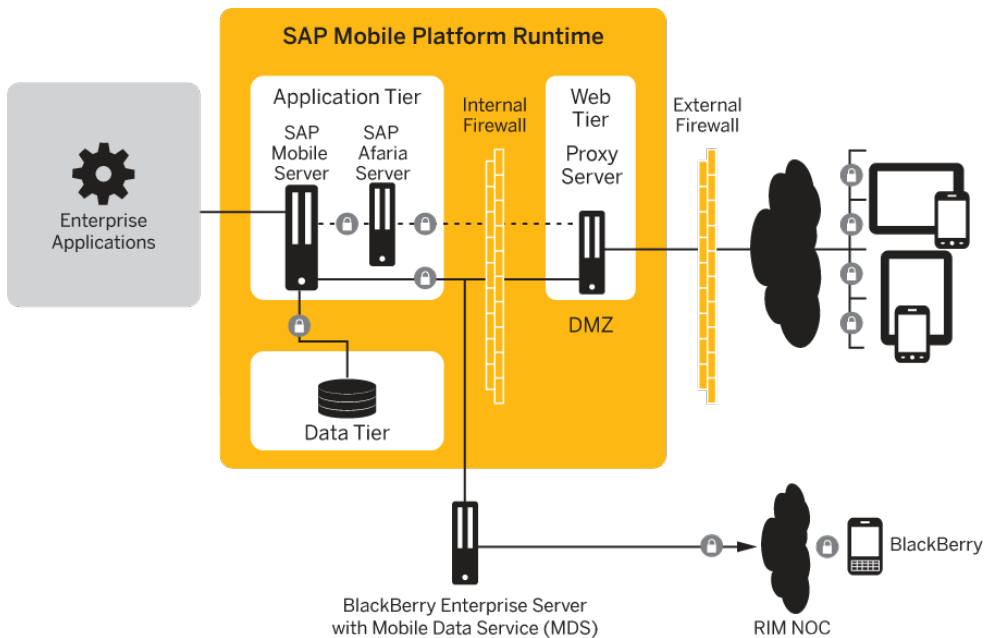 SAP Mobile Platform Runtime
Application Tier
SAP
Mobile
Server
SAP
Afaria
Server
Internal
Firewall
Web
Tier
Proxy
Server
DMZ
External
Firewall
Enterprise
Applications
Data Tier
BlackBerry Enterprise Server
with Mobile Data Service (MDS)
RIM NOC
BlackBerry